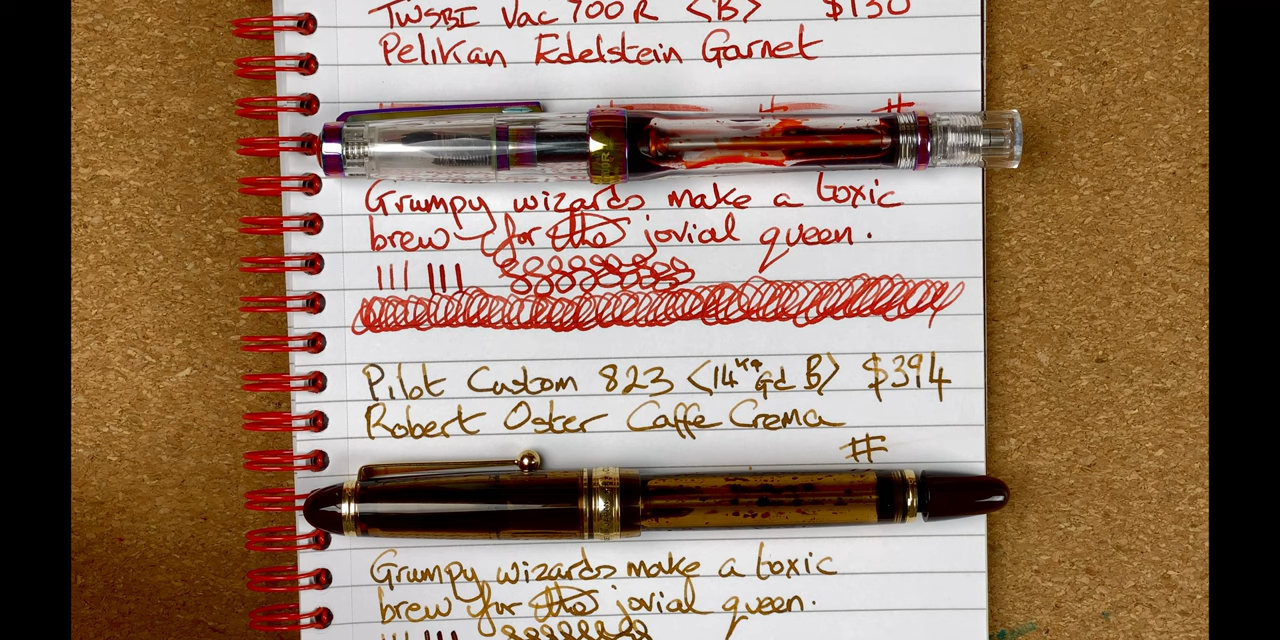 TWSBI Vac 700R <B> $130
Pelikan Edelstein Garnet
#
Grumpy wizards make a toxic
brew for the jovial queen.
Pilot Custom 823 <14kt Gd B> $394
Robert Oster Caffe Crema
#
Grumpy wizards make a toxic
brew for the jovial queen.